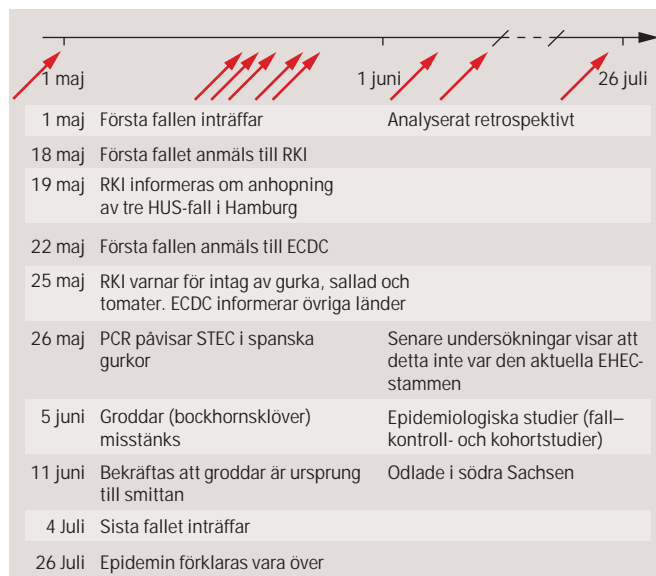 1 maj
1 juni
26 juli
1 maj Första fallen inträffar Analyserat retrospektivt
18 maj Första fallet anmäls till RKI
19 maj RKI informeras om anhopning
av tre HUS-fall i Hamburg
22 maj Första fallen anmäls till ECDC
25 maj RKI varnar för intag av gurka, sallad och
tomater. ECDC informerar övriga länder
26 maj PCR påvisar STEC i spanska Senare undersökningar visar att
gurkor detta inte var den aktuella EHEC-
stammen
5 juni Groddar (bockhornsklöver) Epidemiologiska studier (fall–
misstänks kontroll- och kohortstudier)
11 juni Bekräftas att groddar är ursprung Odlade i södra Sachsen
till smittan
4 Juli Sista fallet inträffar
26 Juli Epidemin förklaras vara över